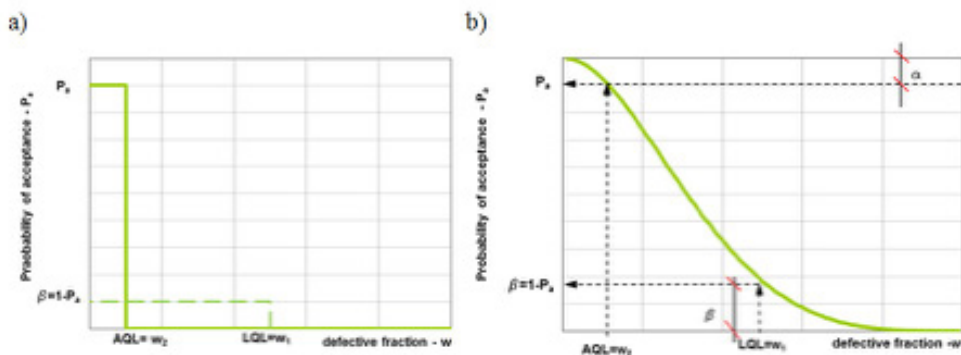 a)
Praobability of acceptance - Pa
Pa
β=1-Pa
AQL= w2
LQL=w1
defective fraction - w
b)
Probability of acceptance - Pa
Pa
α
β=1-Pa
β
AQL=w2
LQL=w1
defective fraction -w